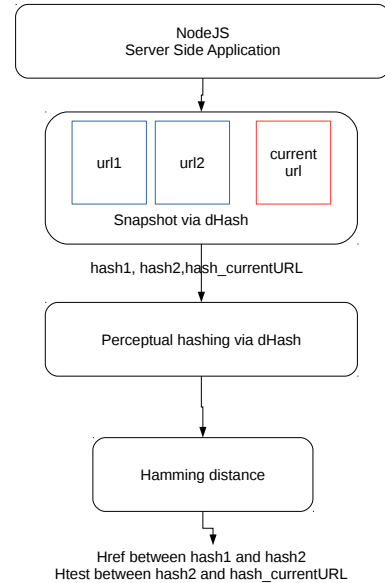 NodeJS
Server Side Application
url1
url2
current
url
Snapshot via dHash
hash1, hash2,hash_currentURL
Perceptual hashing via dHash
Hamming distance
Href between hash1 and hash2
Htest between hash2 and hash_currentURL